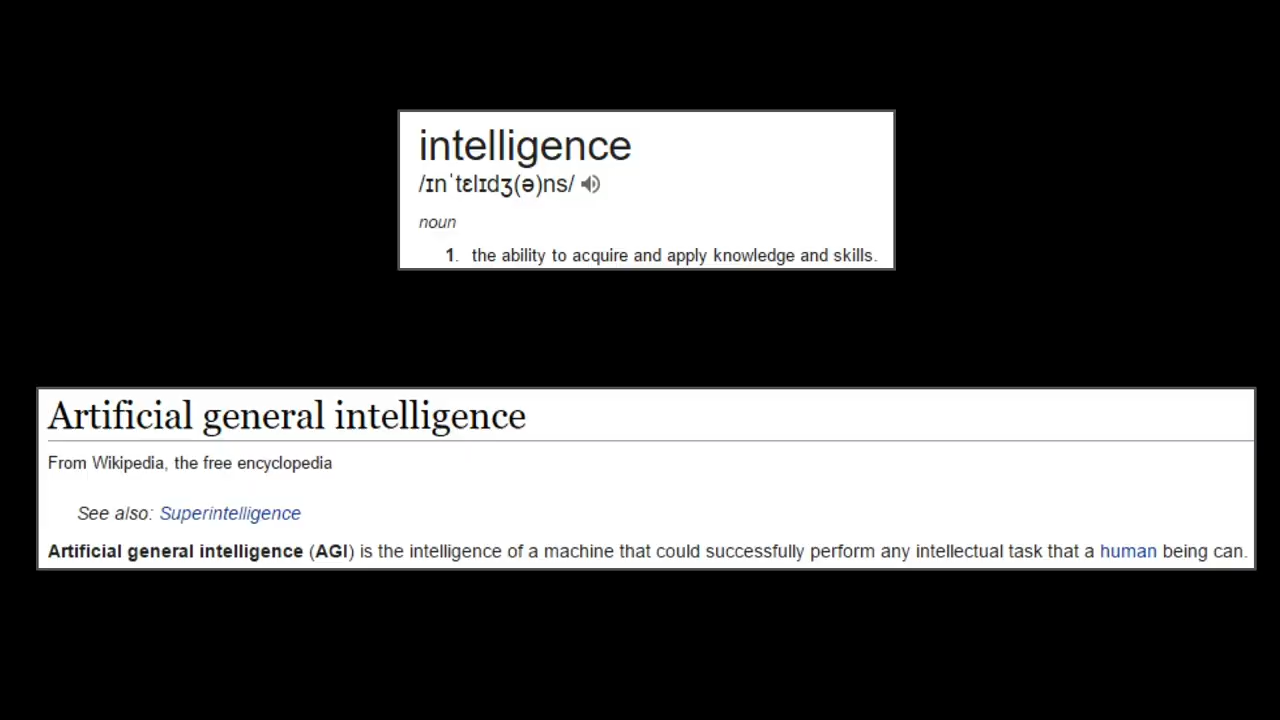 intelligence
/ɪnˈtɛlɪdʒ(ə)ns/
noun
1. the ability to acquire and apply knowledge and skills.
Artificial general intelligence
From Wikipedia, the free encyclopedia
See also: Superintelligence
Artificial general intelligence (AGI) is the intelligence of a machine that could successfully perform any intellectual task that a human being can.